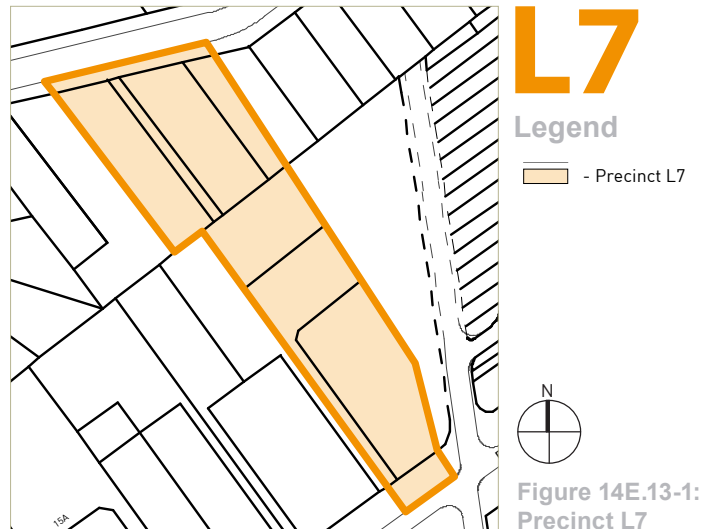 L7
Legend
- Precinct L7
N
Figure 14E.13-1:
Precinct L7
15A